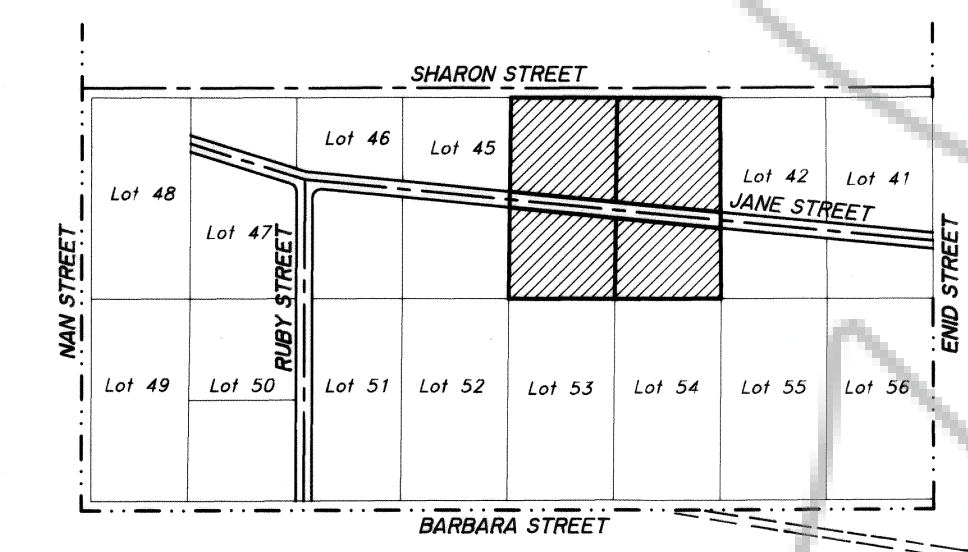 SHARON STREET
Lot 46
Lot 45
Lot 42
Lot 41
Lot 48
JANE STREET
Lot 47
NAN STREET
RUBY STREET
ENID STREET
Lot 49
Lot 50
Lot 51
Lot 52
Lot 53
Lot 54
Lot 55
Lot 56
BARBARA STREET